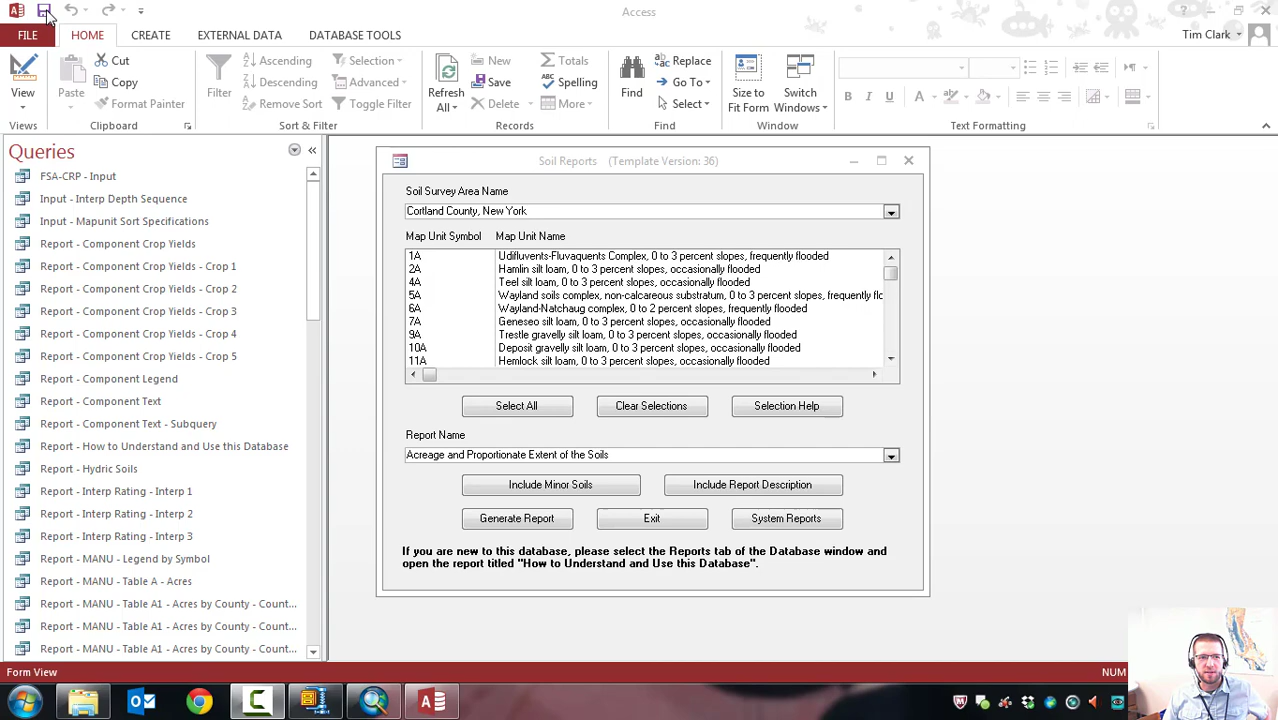 Access
FILE
HOME
CREATE
EXTERNAL DATA
DATABASE TOOLS
Tim Clark
View
Views
Paste
Cut
Copy
Format Painter
Clipboard
Filter
Ascending
Descending
Remove Sort
Selection
Advanced
Toggle Filter
Sort & Filter
Refresh
All
New
Save
Delete
Totals
Spelling
More
Records
Find
Replace
Go To
Select
Find
Size to
Fit Form
Switch
Windows
Window
B I U A
Text Formatting
Queries
FSA-CRP - Input
Input - Interp Depth Sequence
Input - Mapunit Sort Specifications
Report - Component Crop Yields
Report - Component Crop Yields - Crop 1
Report - Component Crop Yields - Crop 2
Report - Component Crop Yields - Crop 3
Report - Component Crop Yields - Crop 4
Report - Component Crop Yields - Crop 5
Report - Component Legend
Report - Component Text
Report - Component Text - Subquery
Report - How to Understand and Use this Database
Report - Hydric Soils
Report - Interp Rating - Interp 1
Report - Interp Rating - Interp 2
Report - Interp Rating - Interp 3
Report - MANU - Legend by Symbol
Report - MANU - Table A - Acres
Report - MANU - Table A1 - Acres by County - Count...
Report - MANU - Table A1 - Acres by County - Count...
Report - MANU - Table A1 - Acres by County - Count...
Soil Reports (Template Version: 36)
Soil Survey Area Name
Cortland County, New York
Map Unit Symbol Map Unit Name
1A Udifluvents-Fluvaquents Complex, 0 to 3 percent slopes, frequently flooded
2A Hamlin silt loam, 0 to 3 percent slopes, occasionally flooded
4A Teel silt loam, 0 to 3 percent slopes, occasionally flooded
5A Wayland soils complex, non-calcareous substratum, 0 to 3 percent slopes, frequently flo
6A Wayland-Natchaug complex, 0 to 2 percent slopes, frequently flooded
7A Geneseo silt loam, 0 to 3 percent slopes, occasionally flooded
9A Trestle gravelly silt loam, 0 to 3 percent slopes, occasionally flooded
10A Deposit gravelly silt loam, 0 to 3 percent slopes, occasionally flooded
11A Hemlock silt loam, 0 to 3 percent slopes, occasionally flooded
Select All
Clear Selections
Selection Help
Report Name
Acreage and Proportionate Extent of the Soils
Include Minor Soils
Include Report Description
Generate Report
Exit
System Reports
If you are new to this database, please select the Reports tab of the Database window and
open the report titled "How to Understand and Use this Database".
Form View
NUM